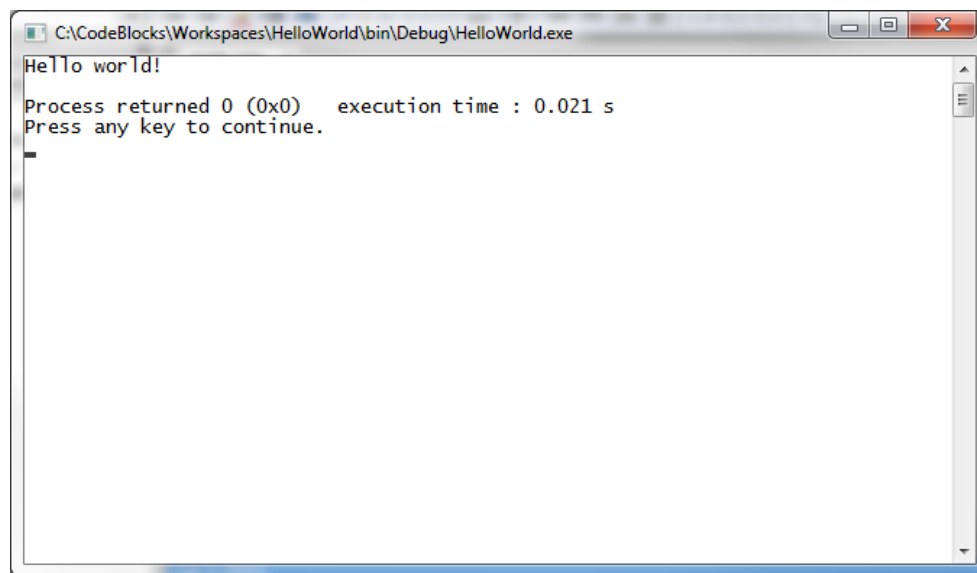 C:\CodeBlocks\Workspaces\HelloWorld\bin\Debug\HelloWorld.exe
Hello world!
Process returned 0 (0x0)   execution time : 0.021 s
Press any key to continue.